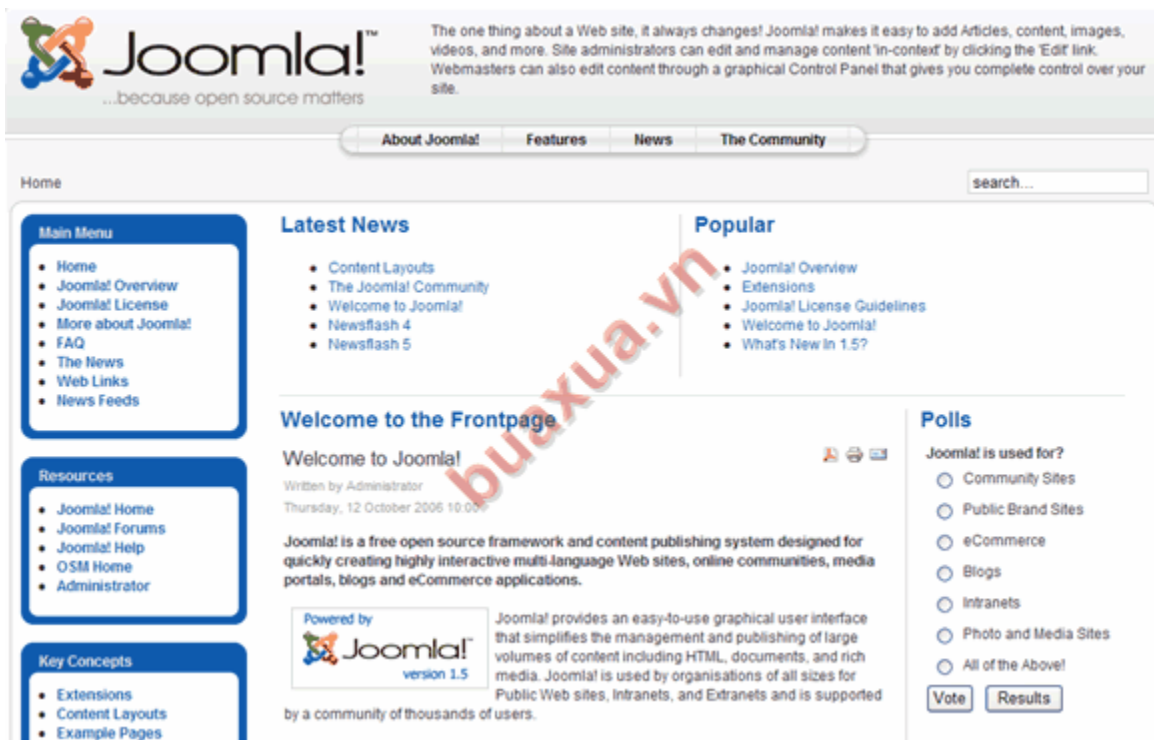 Joomla!™
...because open source matters
The one thing about a Web site, it always changes! Joomla! makes it easy to add Articles, content, images,
videos, and more. Site administrators can edit and manage content 'in-context' by clicking the 'Edit' link.
Webmasters can also edit content through a graphical Control Panel that gives you complete control over your
site.
About Joomla!
Features
News
The Community
Home
search...
Main Menu
Home
Joomla! Overview
Joomla! License
More about Joomla!
FAQ
The News
Web Links
News Feeds
Resources
Joomla! Home
Joomla! Forums
Joomla! Help
OSM Home
Administrator
Key Concepts
Extensions
Content Layouts
Example Pages
Latest News
Content Layouts
The Joomla! Community
Welcome to Joomla!
Newsflash 4
Newsflash 5
Popular
Joomla! Overview
Extensions
Joomla! License Guidelines
Welcome to Joomla!
What's New In 1.5?
buaxua.vn
Welcome to the Frontpage
Welcome to Joomla!
Written by Administrator
Thursday, 12 October 2006 10:00
Joomla! is a free open source framework and content publishing system designed for
quickly creating highly interactive multi-language Web sites, online communities, media
portals, blogs and eCommerce applications.
Powered by
Joomla!™
version 1.5
Joomla! provides an easy-to-use graphical user interface
that simplifies the management and publishing of large
volumes of content including HTML, documents, and rich
media. Joomla! is used by organisations of all sizes for
Public Web sites, Intranets, and Extranets and is supported
by a community of thousands of users.
Polls
Joomla! is used for?
Community Sites
Public Brand Sites
eCommerce
Blogs
Intranets
Photo and Media Sites
All of the Above!
Vote
Results